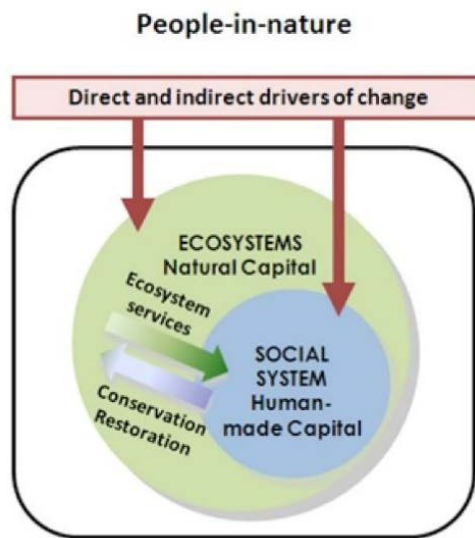 People-in-nature
Direct and indirect drivers of change
ECOSYSTEMS
Natural Capital
Ecosystem
services
SOCIAL
SYSTEM
Human-
made Capital
Conservation
Restoration